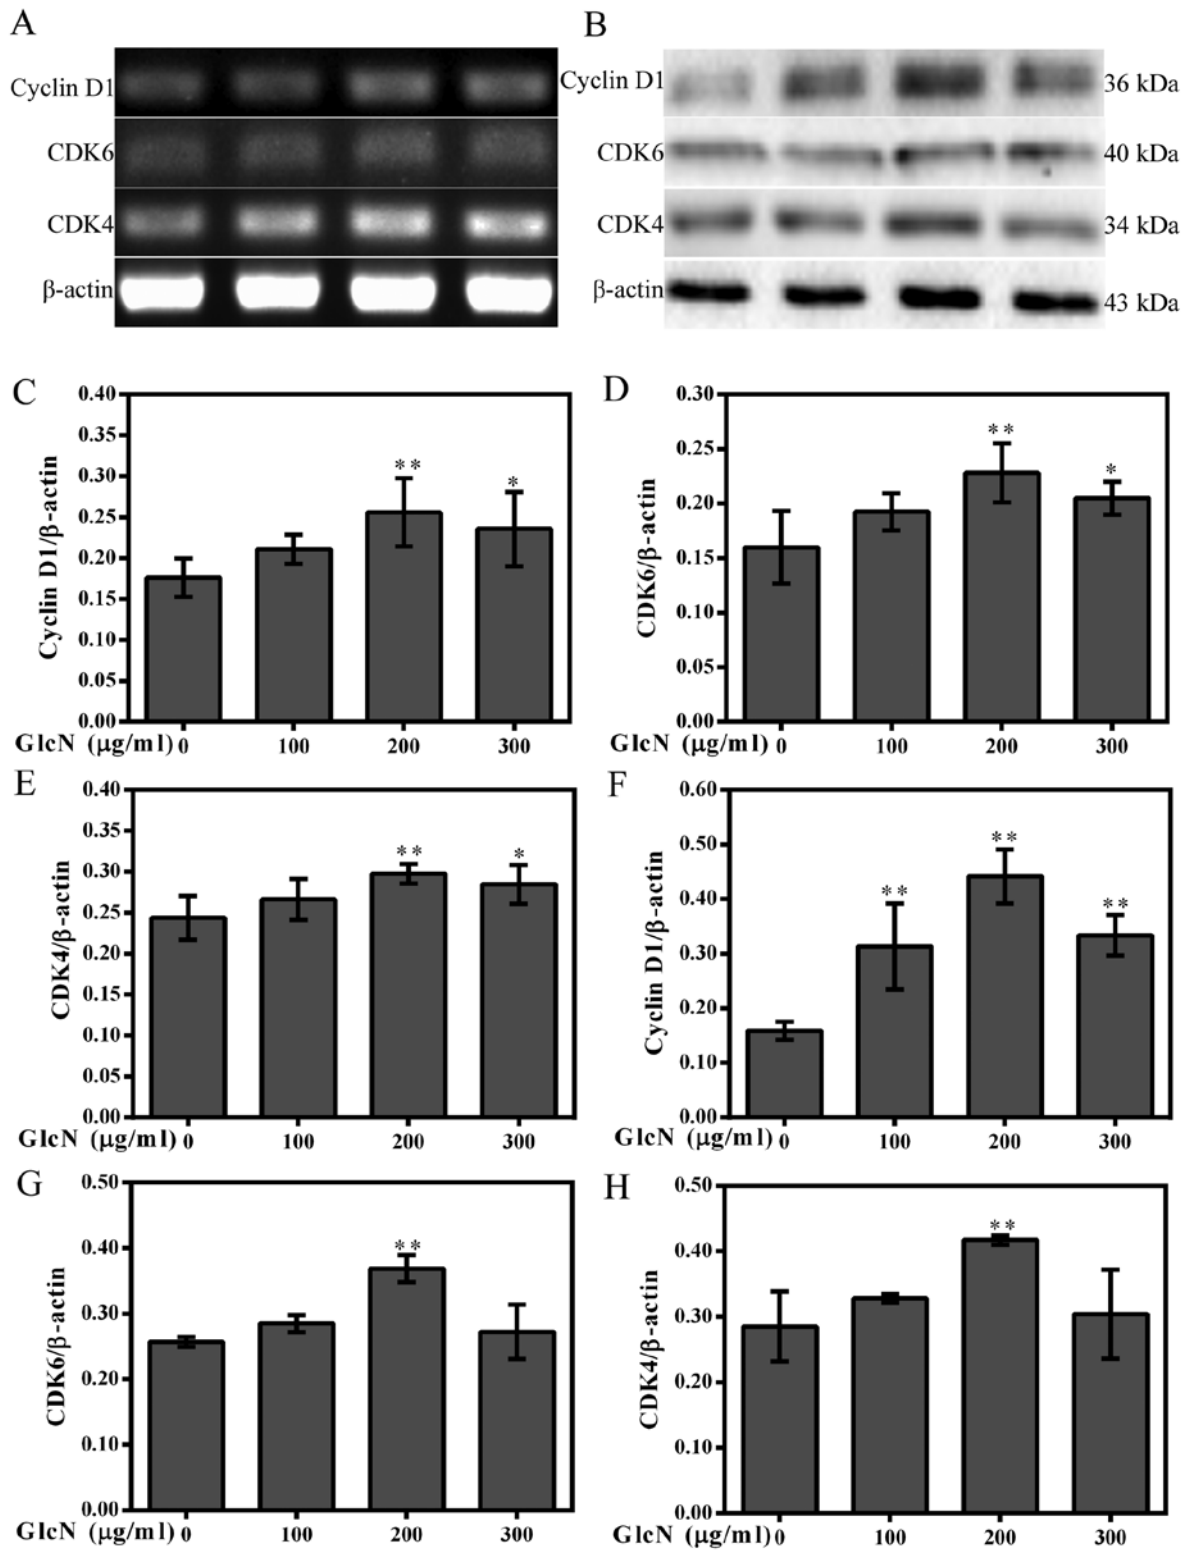 A
Cyclin D1
CDK6
CDK4
β-actin
B
Cyclin D1
36 kDa
CDK6
40 kDa
CDK4
34 kDa
β-actin
43 kDa
C
Cyclin D1/β-actin
0.40
0.35
0.30
0.25
0.20
0.15
0.10
0.05
0.00
**
*
GlcN (μg/ml) 0 100 200 300
D
CDK6/β-actin
0.30
0.25
0.20
0.15
0.10
0.05
0.00
**
*
GlcN (μg/ml) 0 100 200 300
E
CDK4/β-actin
0.40
0.35
0.30
0.25
0.20
0.15
0.10
0.05
0.00
**
*
GlcN (μg/ml) 0 100 200 300
F
Cyclin D1/β-actin
0.60
0.50
0.40
0.30
0.20
0.10
0.00
**
**
**
GlcN (μg/ml) 0 100 200 300
G
CDK6/β-actin
0.50
0.40
0.30
0.20
0.10
0.00
**
GlcN (μg/ml) 0 100 200 300
H
CDK4/β-actin
0.50
0.40
0.30
0.20
0.10
0.00
**
GlcN (μg/ml) 0 100 200 300